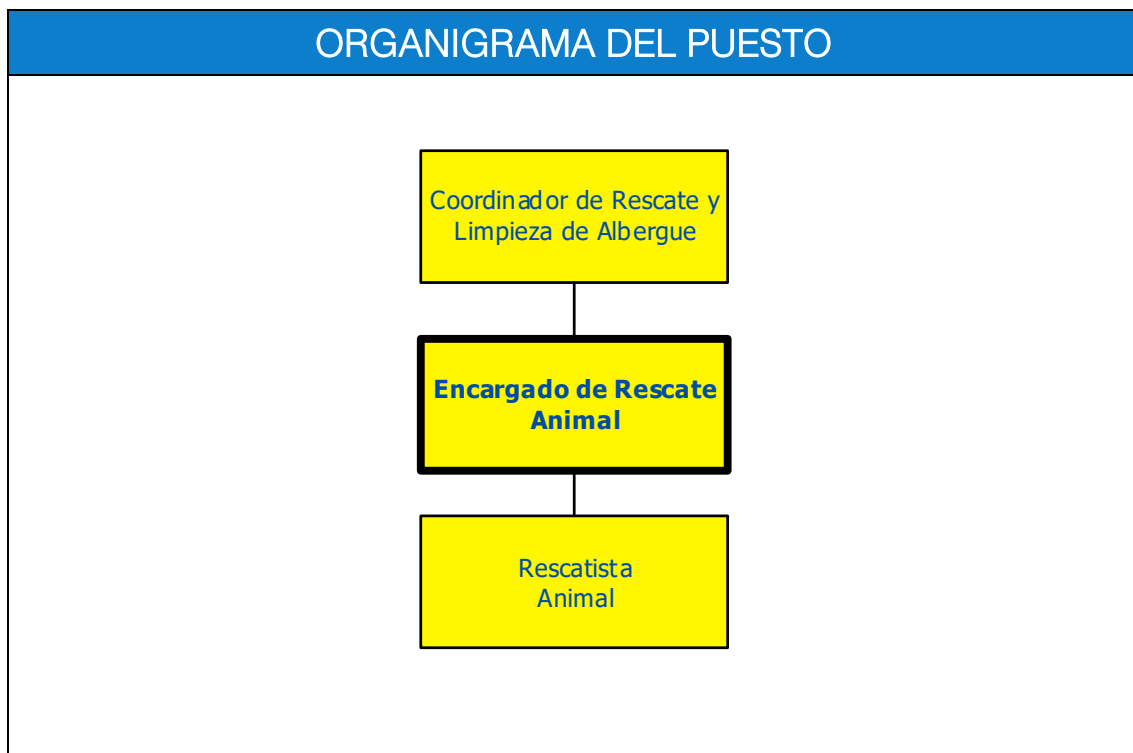 ORGANIGRAMA DEL PUESTO
Coordinador de Rescate y
Limpieza de Albergue
Encargado de Rescate
Animal
Rescatista
Animal